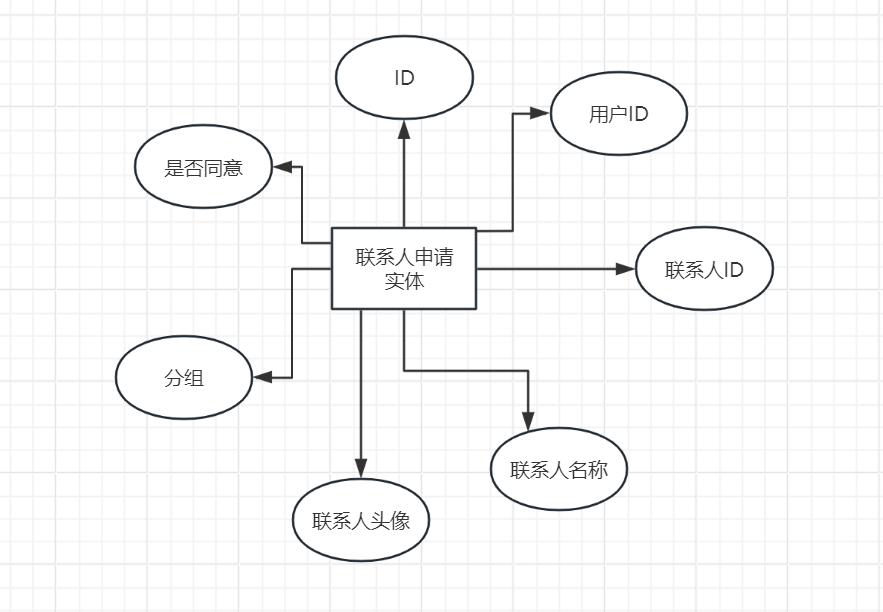 ID
用户ID
是否同意
联系人申请
实体
联系人ID
分组
联系人名称
联系人头像